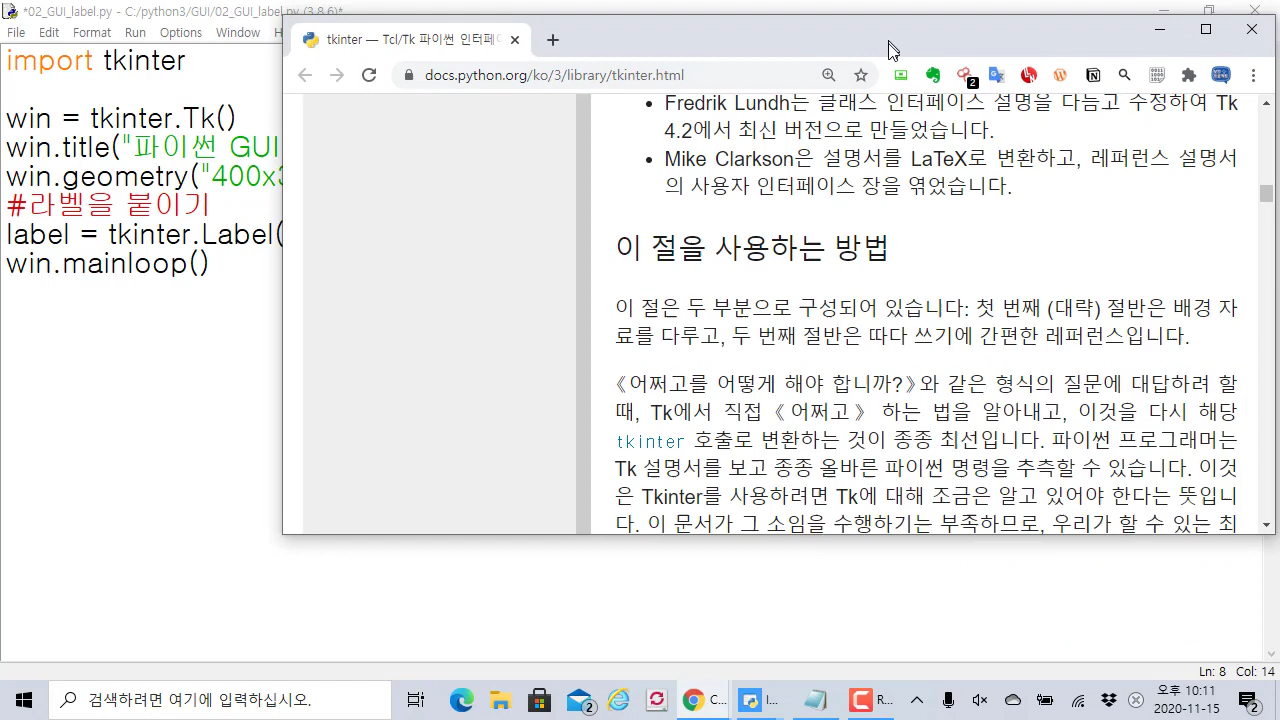 *02_GUI_label.py - C:/python3/GUI/02_GUI_label.py (3.8.6)*
File Edit Format Run Options Window H
import tkinter
win = tkinter.Tk()
win.title("파이썬 GUI
win.geometry("400x3
#라벨을 붙이기
label = tkinter.Label(
win.mainloop()
tkinter — Tcl/Tk 파이썬 인터페이
docs.python.org/ko/3/library/tkinter.html
2
Fredrik Lundh는 클래스 인터페이스 설명을 다듬고 수정하여 Tk
4.2에서 최신 버전으로 만들었습니다.
Mike Clarkson은 설명서를 LaTeX로 변환하고, 레퍼런스 설명서
의 사용자 인터페이스 장을 엮었습니다.
이 절을 사용하는 방법
이 절은 두 부분으로 구성되어 있습니다: 첫 번째 (대략) 절반은 배경 자
료를 다루고, 두 번째 절반은 따다 쓰기에 간편한 레퍼런스입니다.
《어쩌고를 어떻게 해야 합니까?》와 같은 형식의 질문에 대답하려 할
때, Tk에서 직접 《어쩌고》 하는 법을 알아내고, 이것을 다시 해당
tkinter 호출로 변환하는 것이 종종 최선입니다. 파이썬 프로그래머는
Tk 설명서를 보고 종종 올바른 파이썬 명령을 추측할 수 있습니다. 이것
은 Tkinter를 사용하려면 Tk에 대해 조금은 알고 있어야 한다는 뜻입니
다. 이 문서가 그 소임을 수행하기는 부족하므로, 우리가 할 수 있는 최
Ln: 8 Col: 14
검색하려면 여기에 입력하십시오.
2
C...
I...
R...
오후 10:11
2020-11-15
2